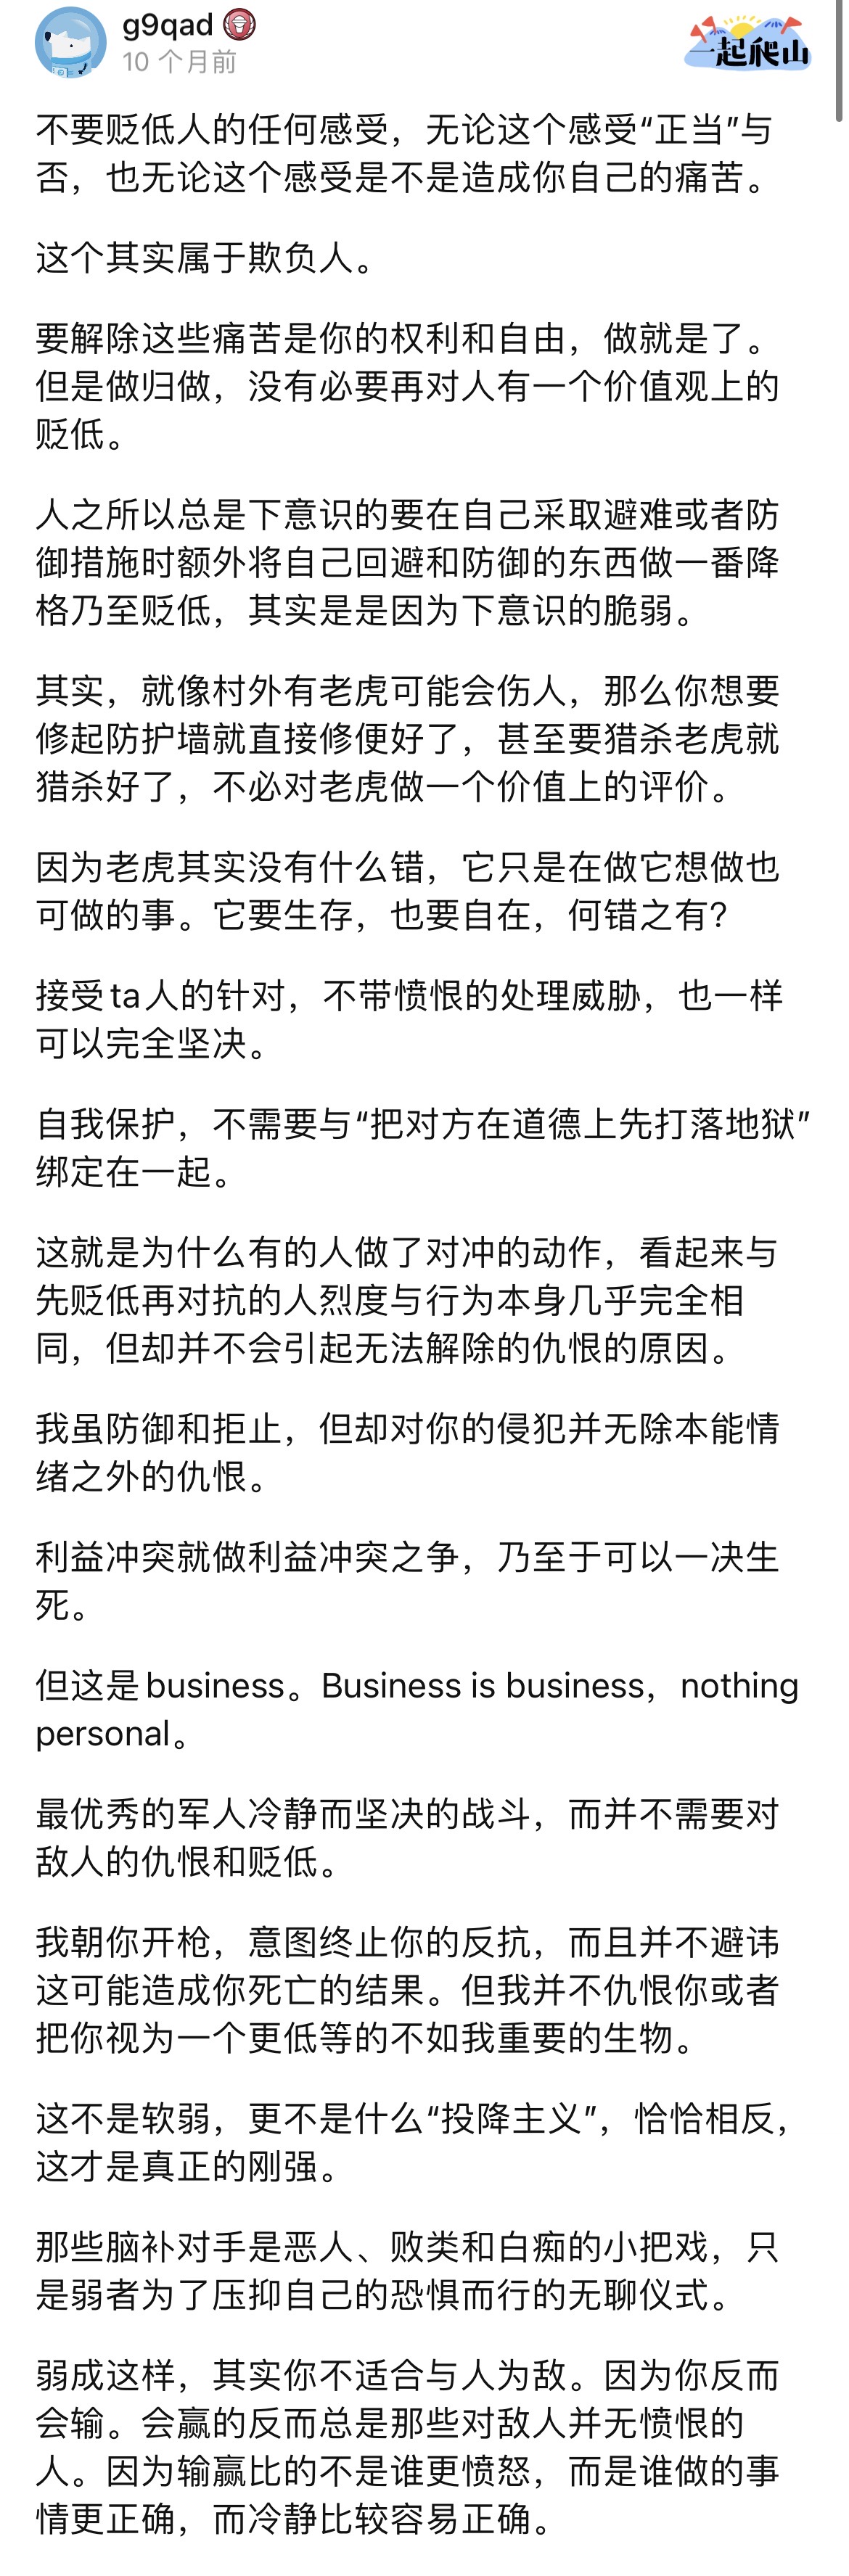 g9qad
10 个月前
一起爬山
不要贬低人的任何感受，无论这个感受“正当”与
否，也无论这个感受是不是造成你自己的痛苦。
这个其实属于欺负人。
要解除这些痛苦是你的权利和自由，做就是了。
但是做归做，没有必要再对人有一个价值观上的
贬低。
人之所以总是下意识的要在自己采取避难或者防
御措施时额外将自己回避和防御的东西做一番降
格乃至贬低，其实是是因为下意识的脆弱。
其实，就像村外有老虎可能会伤人，那么你想要
修起防护墙就直接修便好了，甚至要猎杀老虎就
猎杀好了，不必对老虎做一个价值上的评价。
因为老虎其实没有什么错，它只是在做它想做也
可做的事。它要生存，也要自在，何错之有？
接受ta人的针对，不带愤恨的处理威胁，也一样
可以完全坚决。
自我保护，不需要与“把对方在道德上先打落地狱”
绑定在一起。
这就是为什么有的人做了对冲的动作，看起来与
先贬低再对抗的人烈度与行为本身几乎完全相
同，但却并不会引起无法解除的仇恨的原因。
我虽防御和拒止，但却对你的侵犯并无除本能情
绪之外的仇恨。
利益冲突就做利益冲突之争，乃至于可以一决生
死。
但这是business。Business is business，nothing
personal。
最优秀的军人冷静而坚决的战斗，而并不需要对
敌人的仇恨和贬低。
我朝你开枪，意图终止你的反抗，而且并不避讳
这可能造成你死亡的结果。但我并不仇恨你或者
把你视为一个更低等的不如我重要的生物。
这不是软弱，更不是什么“投降主义”，恰恰相反，
这才是真正的刚强。
那些脑补对手是恶人、败类和白痴的小把戏，只
是弱者为了压抑自己的恐惧而行的无聊仪式。
弱成这样，其实你不适合与人为敌。因为你反而
会输。会赢的反而总是那些对敌人并无愤恨的
人。因为输赢比的不是谁更愤怒，而是谁做的事
情更正确，而冷静比较容易正确。